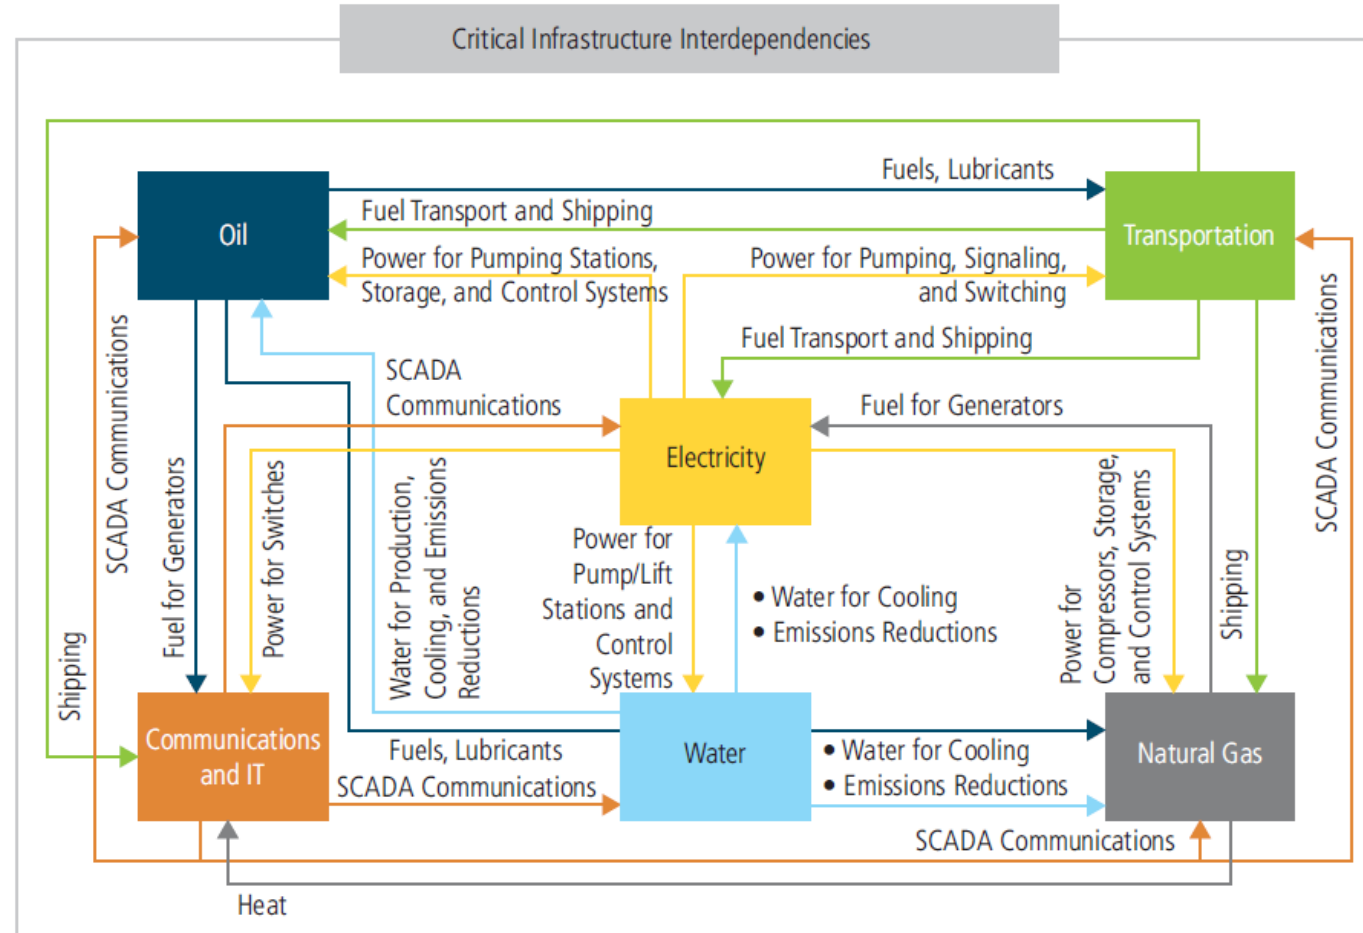 Critical Infrastructure Interdependencies
Fuels, Lubricants
Oil
Fuel Transport and Shipping
Transportation
Power for Pumping Stations,
Storage, and Control Systems
Power for Pumping, Signaling,
and Switching
Fuel Transport and Shipping
SCADA
Communications
Fuel for Generators
Electricity
SCADA Communications
Fuel for Generators
Power for Switches
Water for Production,
Cooling, and Emissions
Reductions
Power for
Pump/Lift
Stations and
Control
Systems
• Water for Cooling
• Emissions Reductions
Power for
Compressors, Storage,
and Control Systems
Shipping
SCADA Communications
Shipping
Communications
and IT
Fuels, Lubricants
SCADA Communications
Water
• Water for Cooling
• Emissions Reductions
Natural Gas
SCADA Communications
Heat